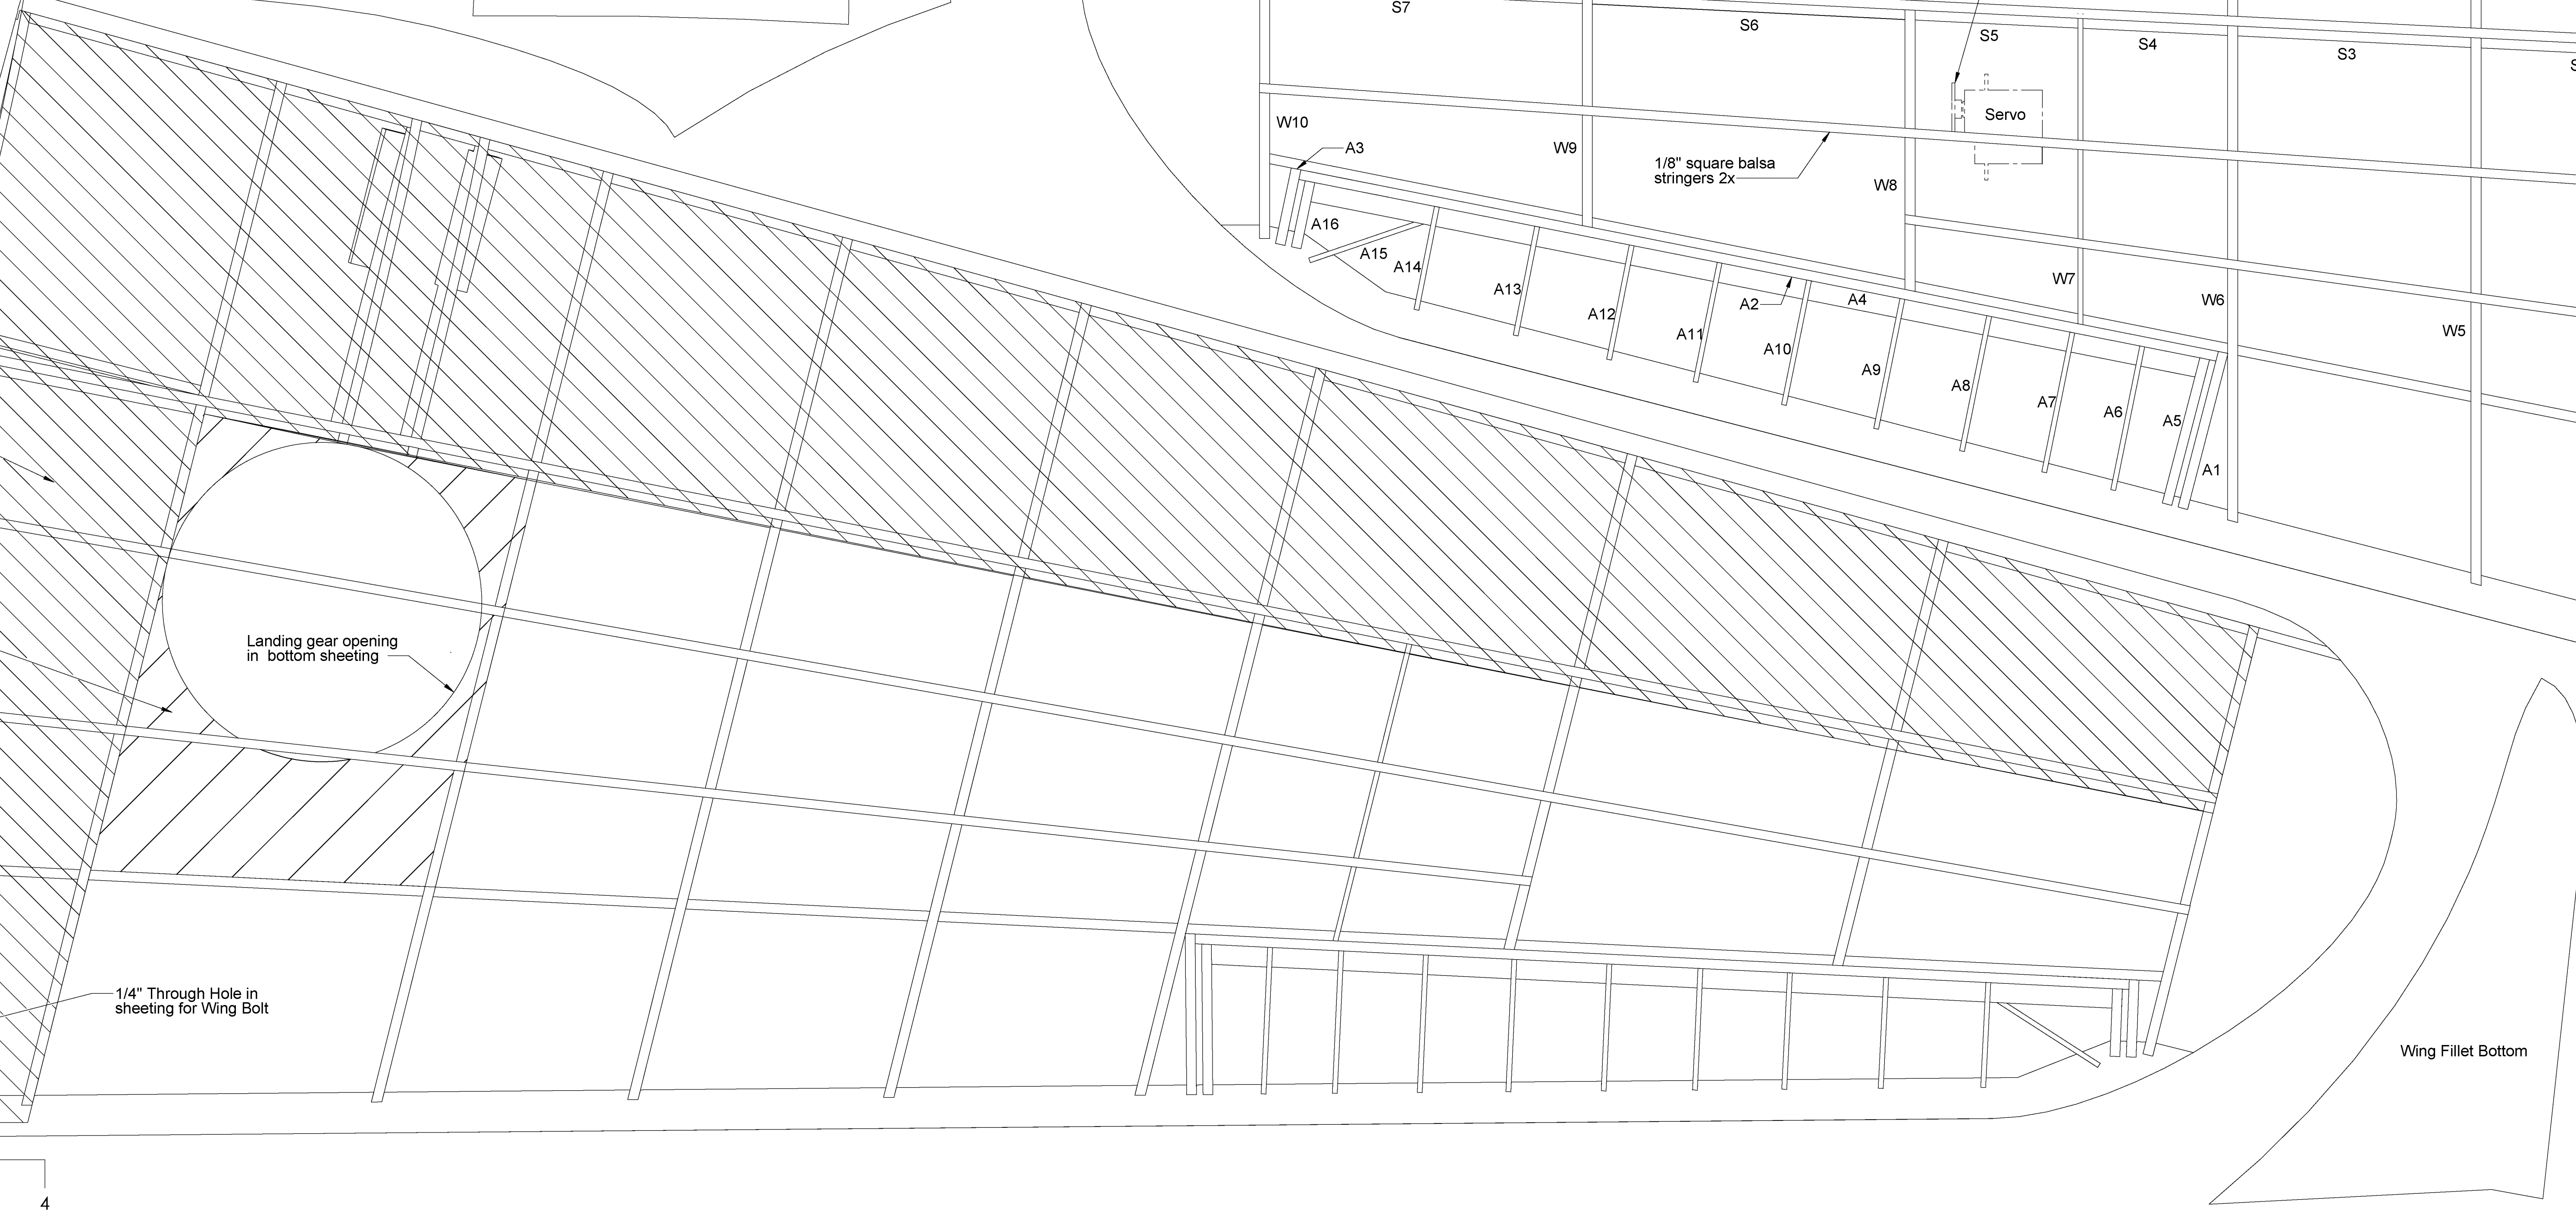 S7
S6
S5
S4
S3
S
Servo
W10
A3
W9
1/8" square balsa
stringers 2x
W8
A16
A15
A14
W7
A13
A2
A4
W6
A12
A11
W5
A10
A9
A8
A7
A6
A5
A1
Landing gear opening
in bottom sheeting
1/4" Through Hole in
sheeting for Wing Bolt
Wing Fillet Bottom
4